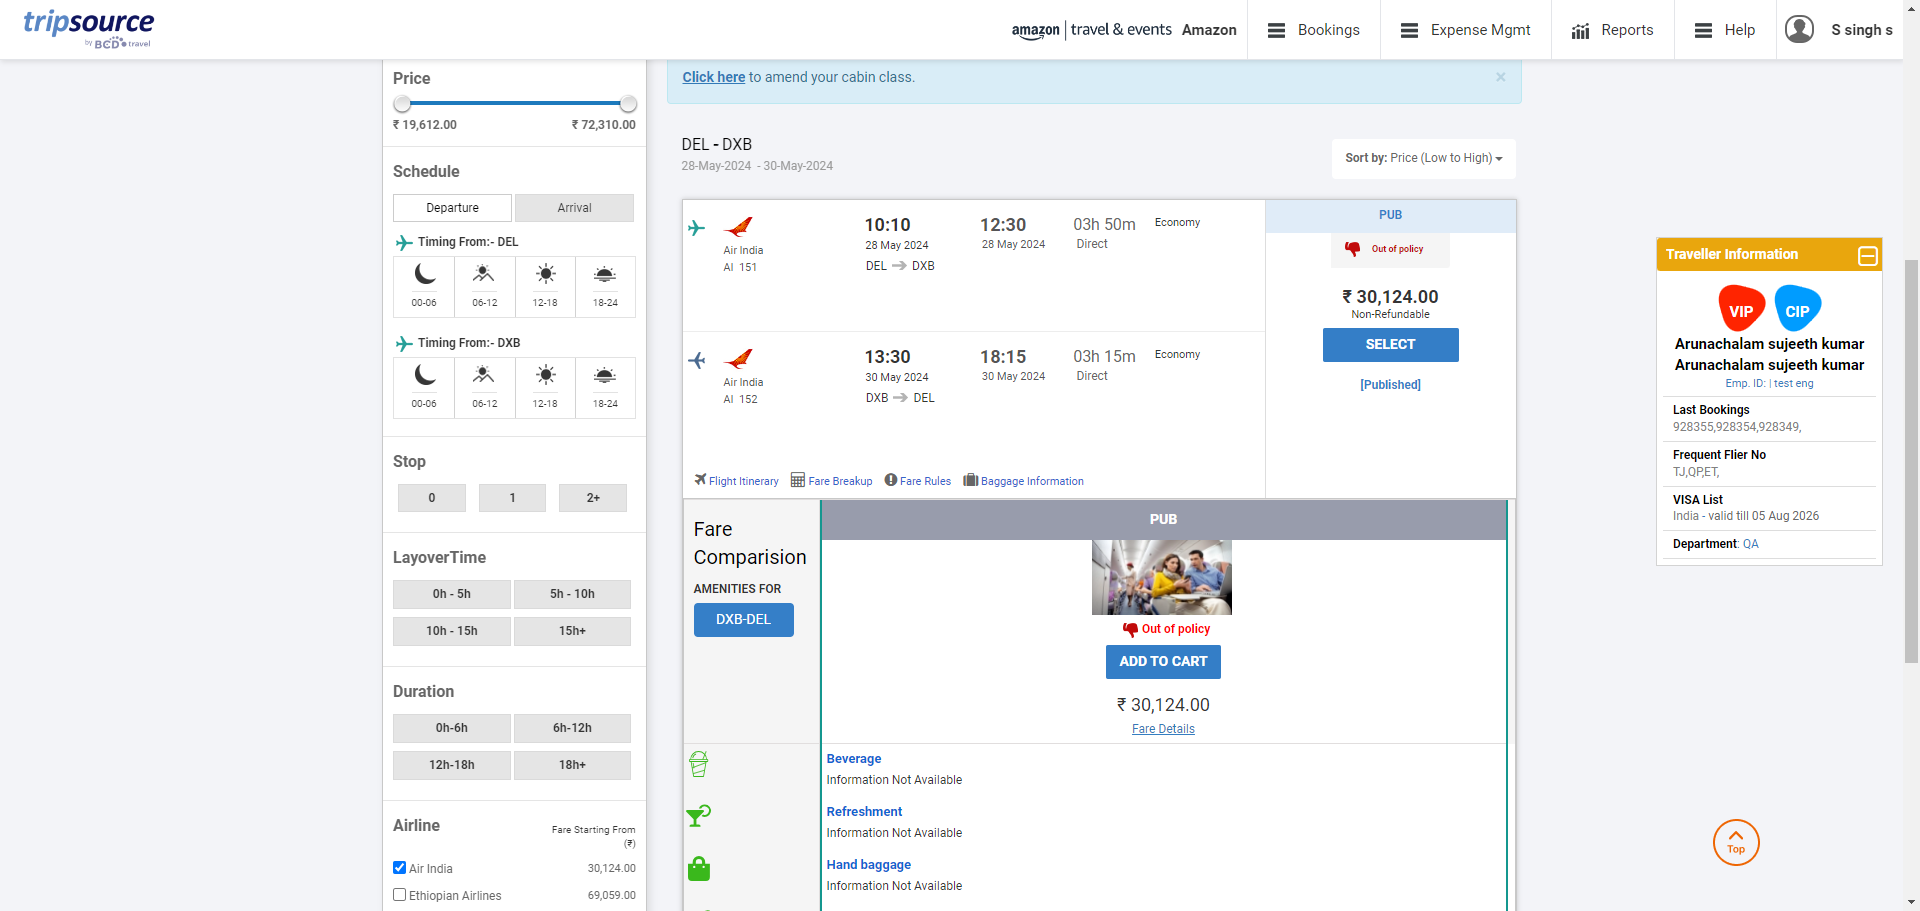 tripsource
by BCD travel
amazon | travel & events Amazon
Bookings
Expense Mgmt
Reports
Help
S singh s
Price
₹ 19,612.00
₹ 72,310.00
Schedule
Departure
Arrival
Timing From:- DEL
00-06
06-12
12-18
18-24
Timing From:- DXB
00-06
06-12
12-18
18-24
Stop
0
1
2+
LayoverTime
0h - 5h
5h - 10h
10h - 15h
15h+
Duration
0h-6h
6h-12h
12h-18h
18h+
Airline
Fare Starting From
(₹)
Air India
30,124.00
Ethiopian Airlines
69,059.00
Click here to amend your cabin class.
×
DEL - DXB
28-May-2024 - 30-May-2024
Sort by: Price (Low to High)
Air India
AI 151
10:10
28 May 2024
DEL DXB
12:30
28 May 2024
03h 50m
Direct
Economy
Air India
AI 152
13:30
30 May 2024
DXB DEL
18:15
30 May 2024
03h 15m
Direct
Economy
PUB
Out of policy
₹ 30,124.00
Non-Refundable
SELECT
[Published]
Flight Itinerary
Fare Breakup
Fare Rules
Baggage Information
Fare
Comparision
AMENITIES FOR
DXB-DEL
PUB
Out of policy
ADD TO CART
₹ 30,124.00
Fare Details
Beverage
Information Not Available
Refreshment
Information Not Available
Hand baggage
Information Not Available
Traveller Information
VIP
CIP
Arunachalam sujeeth kumar
Arunachalam sujeeth kumar
Emp. ID: | test eng
Last Bookings
928355,928354,928349,
Frequent Flier No
TJ,QP,ET,
VISA List
India - valid till 05 Aug 2026
Department: QA
Top